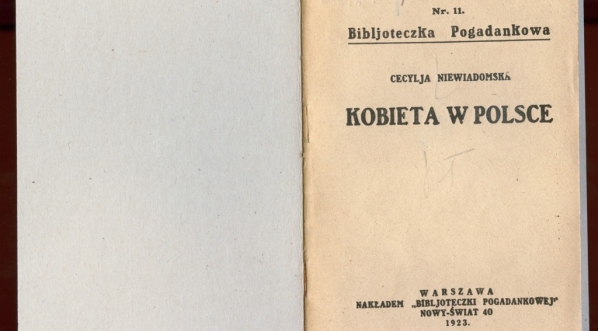 Nr. 11.
Bibljoteczka Pogadankowa
CECYLJA NIEWIADOMSKA
KOBIETA W POLSCE
WARSZAWA
NAKŁADEM „BIBLJOTECZKI POGADANKOWEJ"
NOWY-ŚWIAT 40
1923.